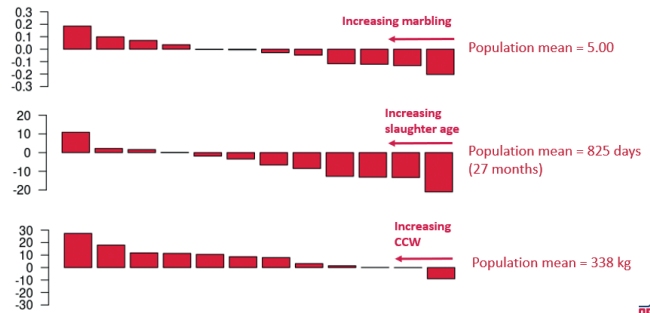 0.3
0.2
0.1
0.0
-0.1
-0.2
-0.3
Increasing marbling
Population mean = 5.00
20
10
0
-10
-20
Increasing
slaughter age
Population mean = 825 days
(27 months)
30
20
10
0
-10
-20
-30
Increasing
CCW
Population mean = 338 kg